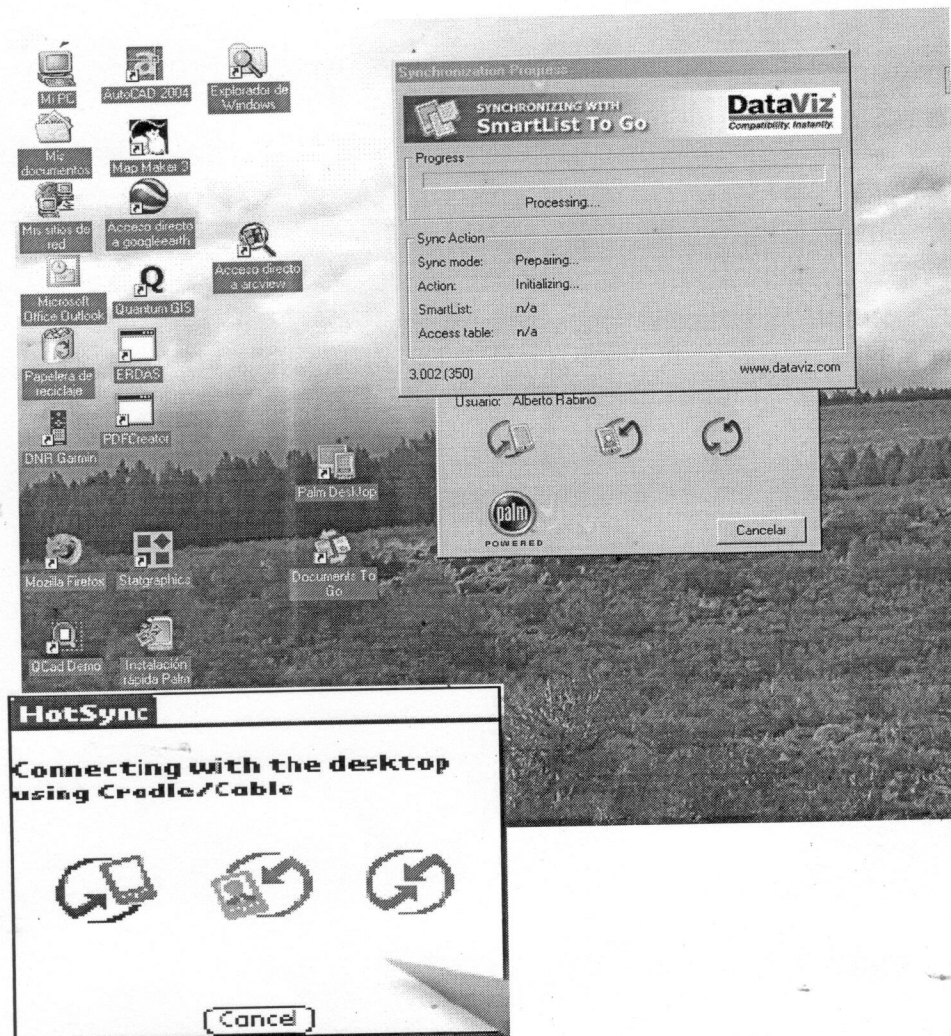 Mi PC
AutoCAD 2004
Explorador de
Windows
Mis
documentos
Map Maker 3
Mis sitios de
red
Acceso directo
a googleearth
Acceso directo
a arcview
Microsoft
Office Outlook
Quantum GIS
Papelera de
reciclaje
ERDAS
DNR Garmin
PDFCreator
Palm Desktop
Mozilla Firefox
Statgraphics
Documents To
Go
QCad Demo
Instalación
rápida Palm
Synchronization Progress
SYNCHRONIZING WITH
SmartList To Go
DataViz
Compatibility. Instantly.
Progress
Processing...
Sync Action
Sync mode: Preparing...
Action: Initializing...
SmartList: n/a
Access table: n/a
3.002 (350)
www.dataviz.com
Usuario: Alberto Rabino
palm
POWERED
Cancelar
HotSync
Connecting with the desktop
using Cradle/Cable
Cancel